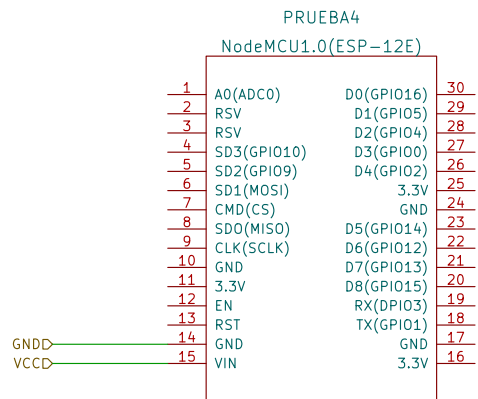 PRUEBA4
NodeMCU1.0(ESP-12E)
1 A0(ADC0) D0(GPIO16) 30
2 RSV D1(GPIO5) 29
3 RSV D2(GPIO4) 28
4 SD3(GPIO10) D3(GPIO0) 27
5 SD2(GPIO9) D4(GPIO2) 26
6 SD1(MOSI) 3.3V 25
7 CMD(CS) GND 24
8 SDO(MISO) D5(GPIO14) 23
9 CLK(SCLK) D6(GPIO12) 22
10 GND D7(GPIO13) 21
11 3.3V D8(GPIO15) 20
12 EN RX(DPIO3) 19
13 RST TX(GPIO1) 18
GND 14 GND GND 17
VCC 15 VIN 3.3V 16